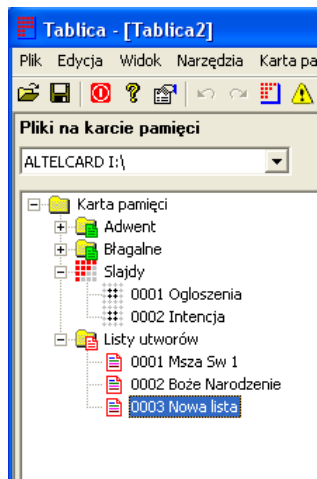 Tablica - [Tablica2]
Plik Edycja Widok Narzędzia Karta pa
Pliki na karcie pamięci
ALTELCARD I:\
Karta pamięci
Adwent
Błagalne
Slajdy
0001 Ogloszenia
0002 Intencja
Listy utworów
0001 Msza Sw 1
0002 Boże Narodzenie
0003 Nowa lista